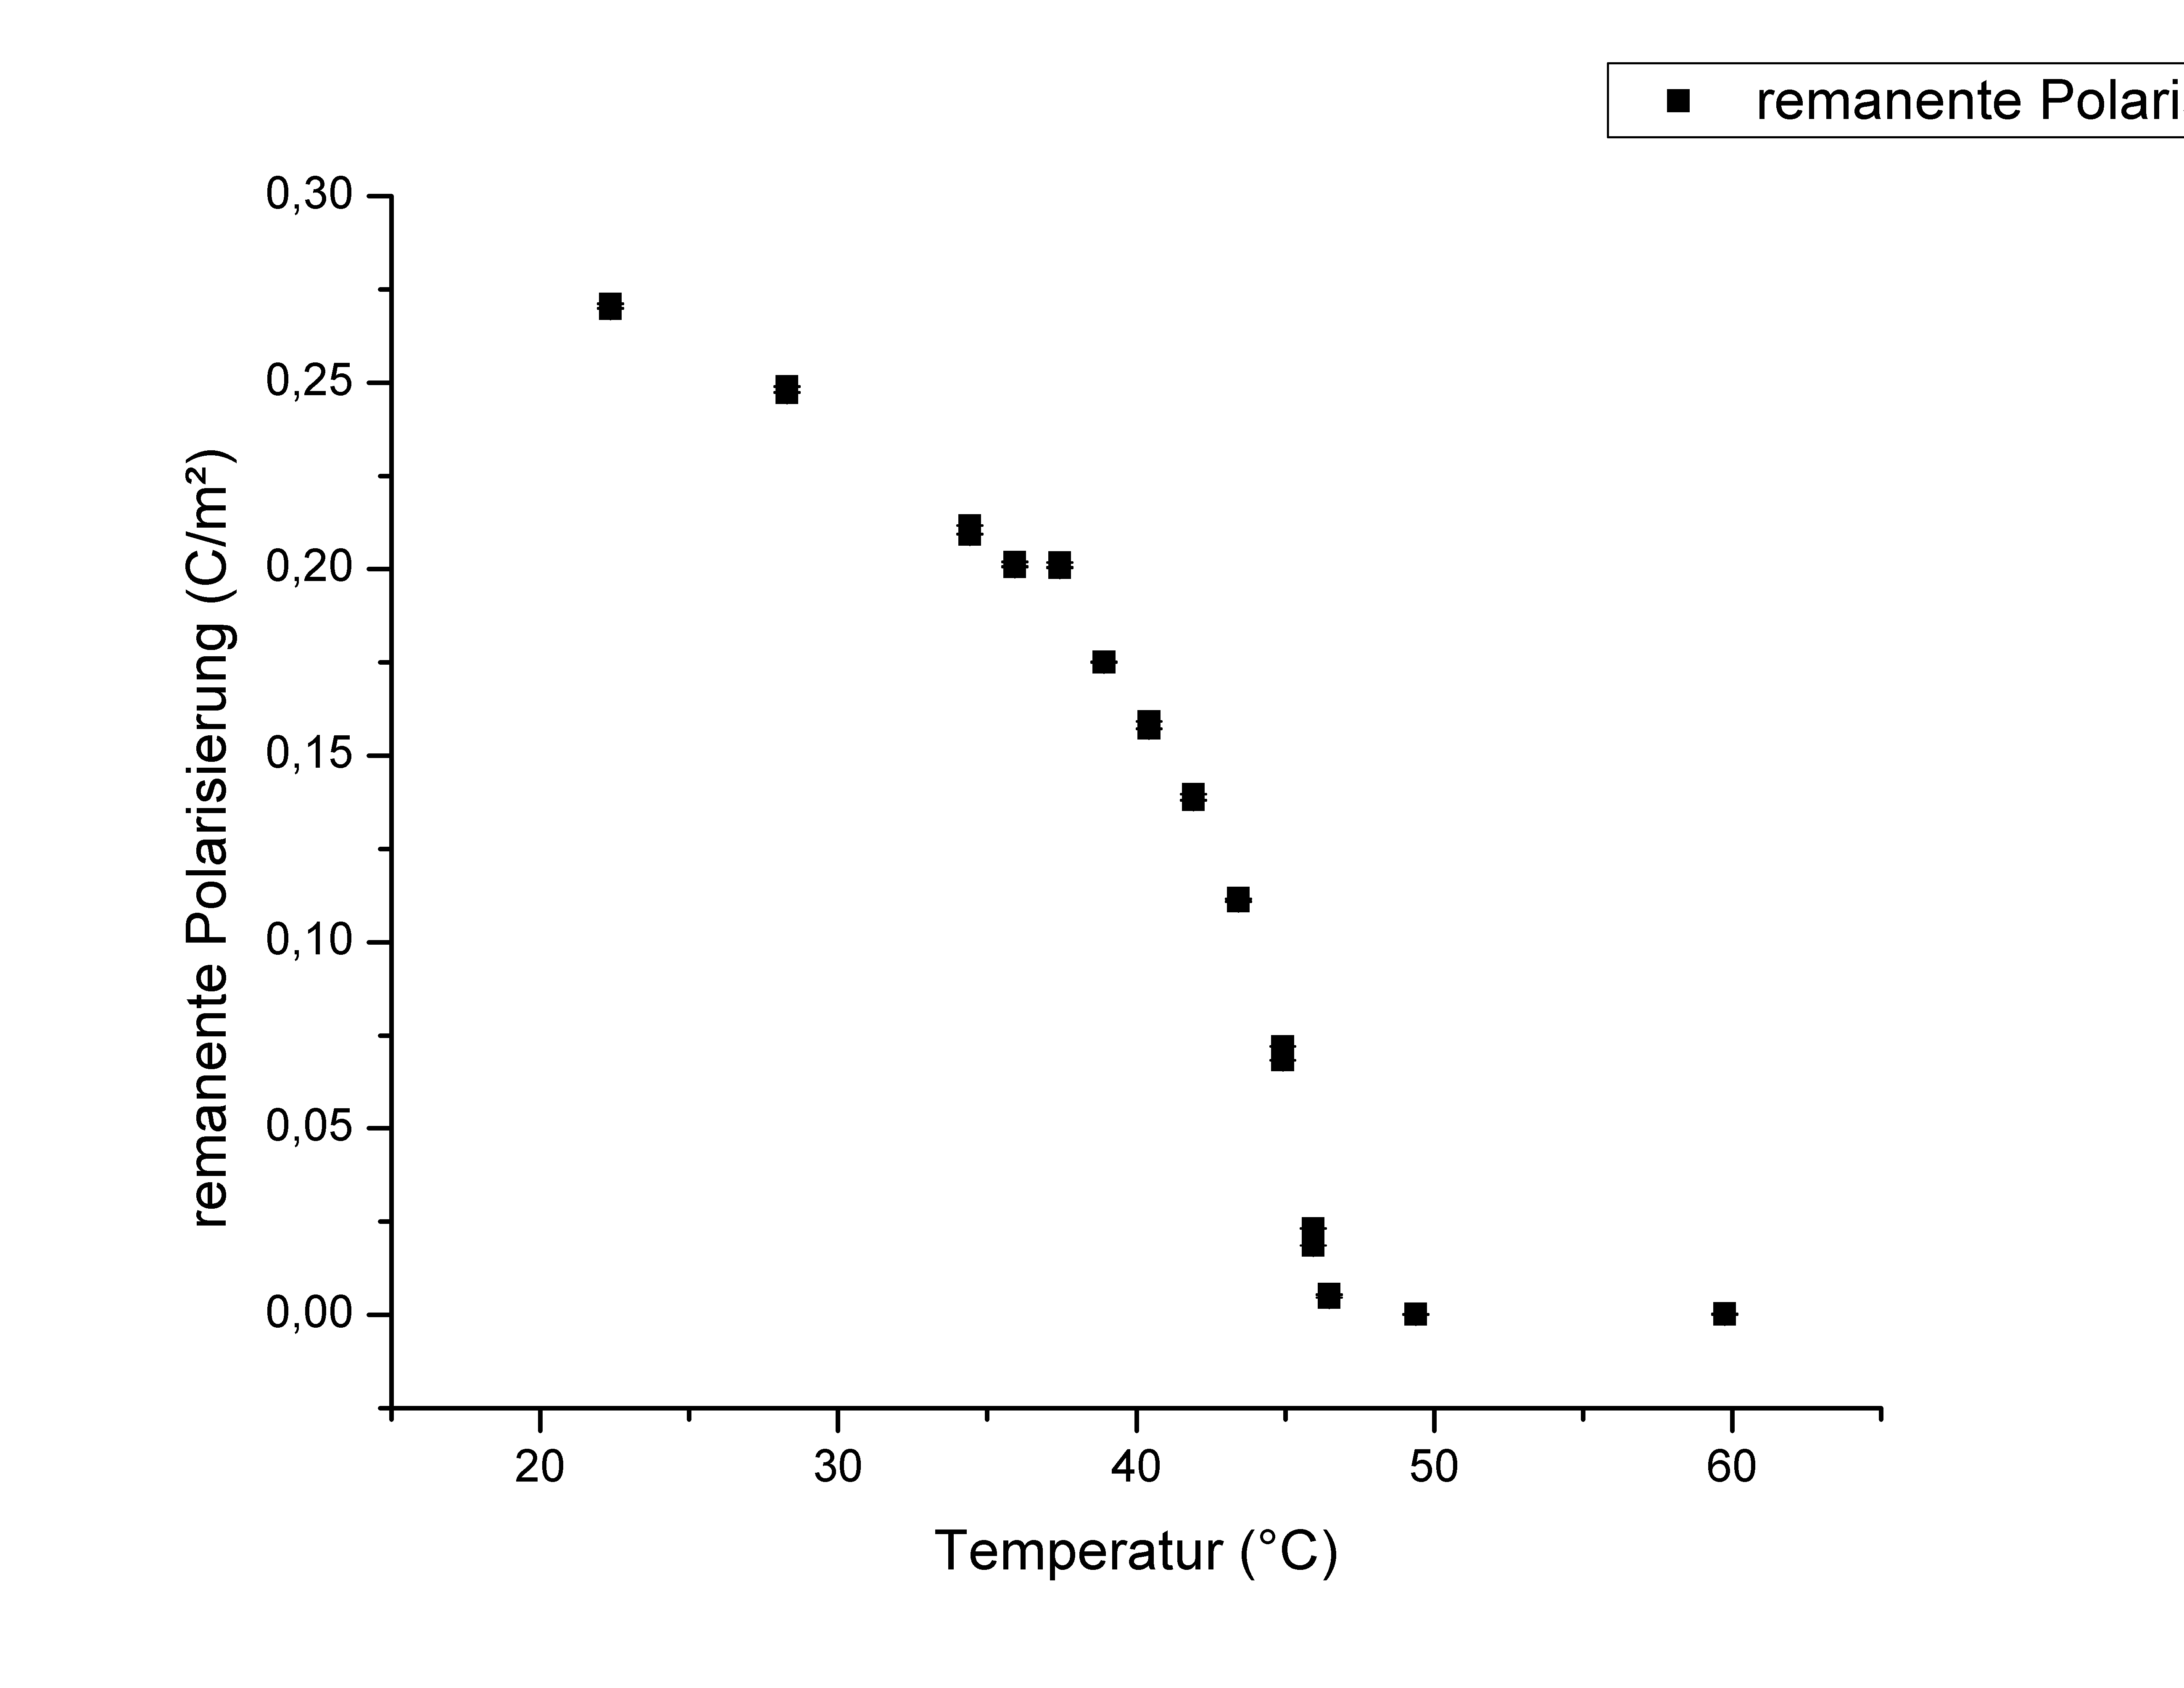 remanente Polari
0,30
0,25
0,20
0,15
0,10
0,05
0,00
remanente Polarisierung (C/m²)
20 30 40 50 60
Temperatur (°C)